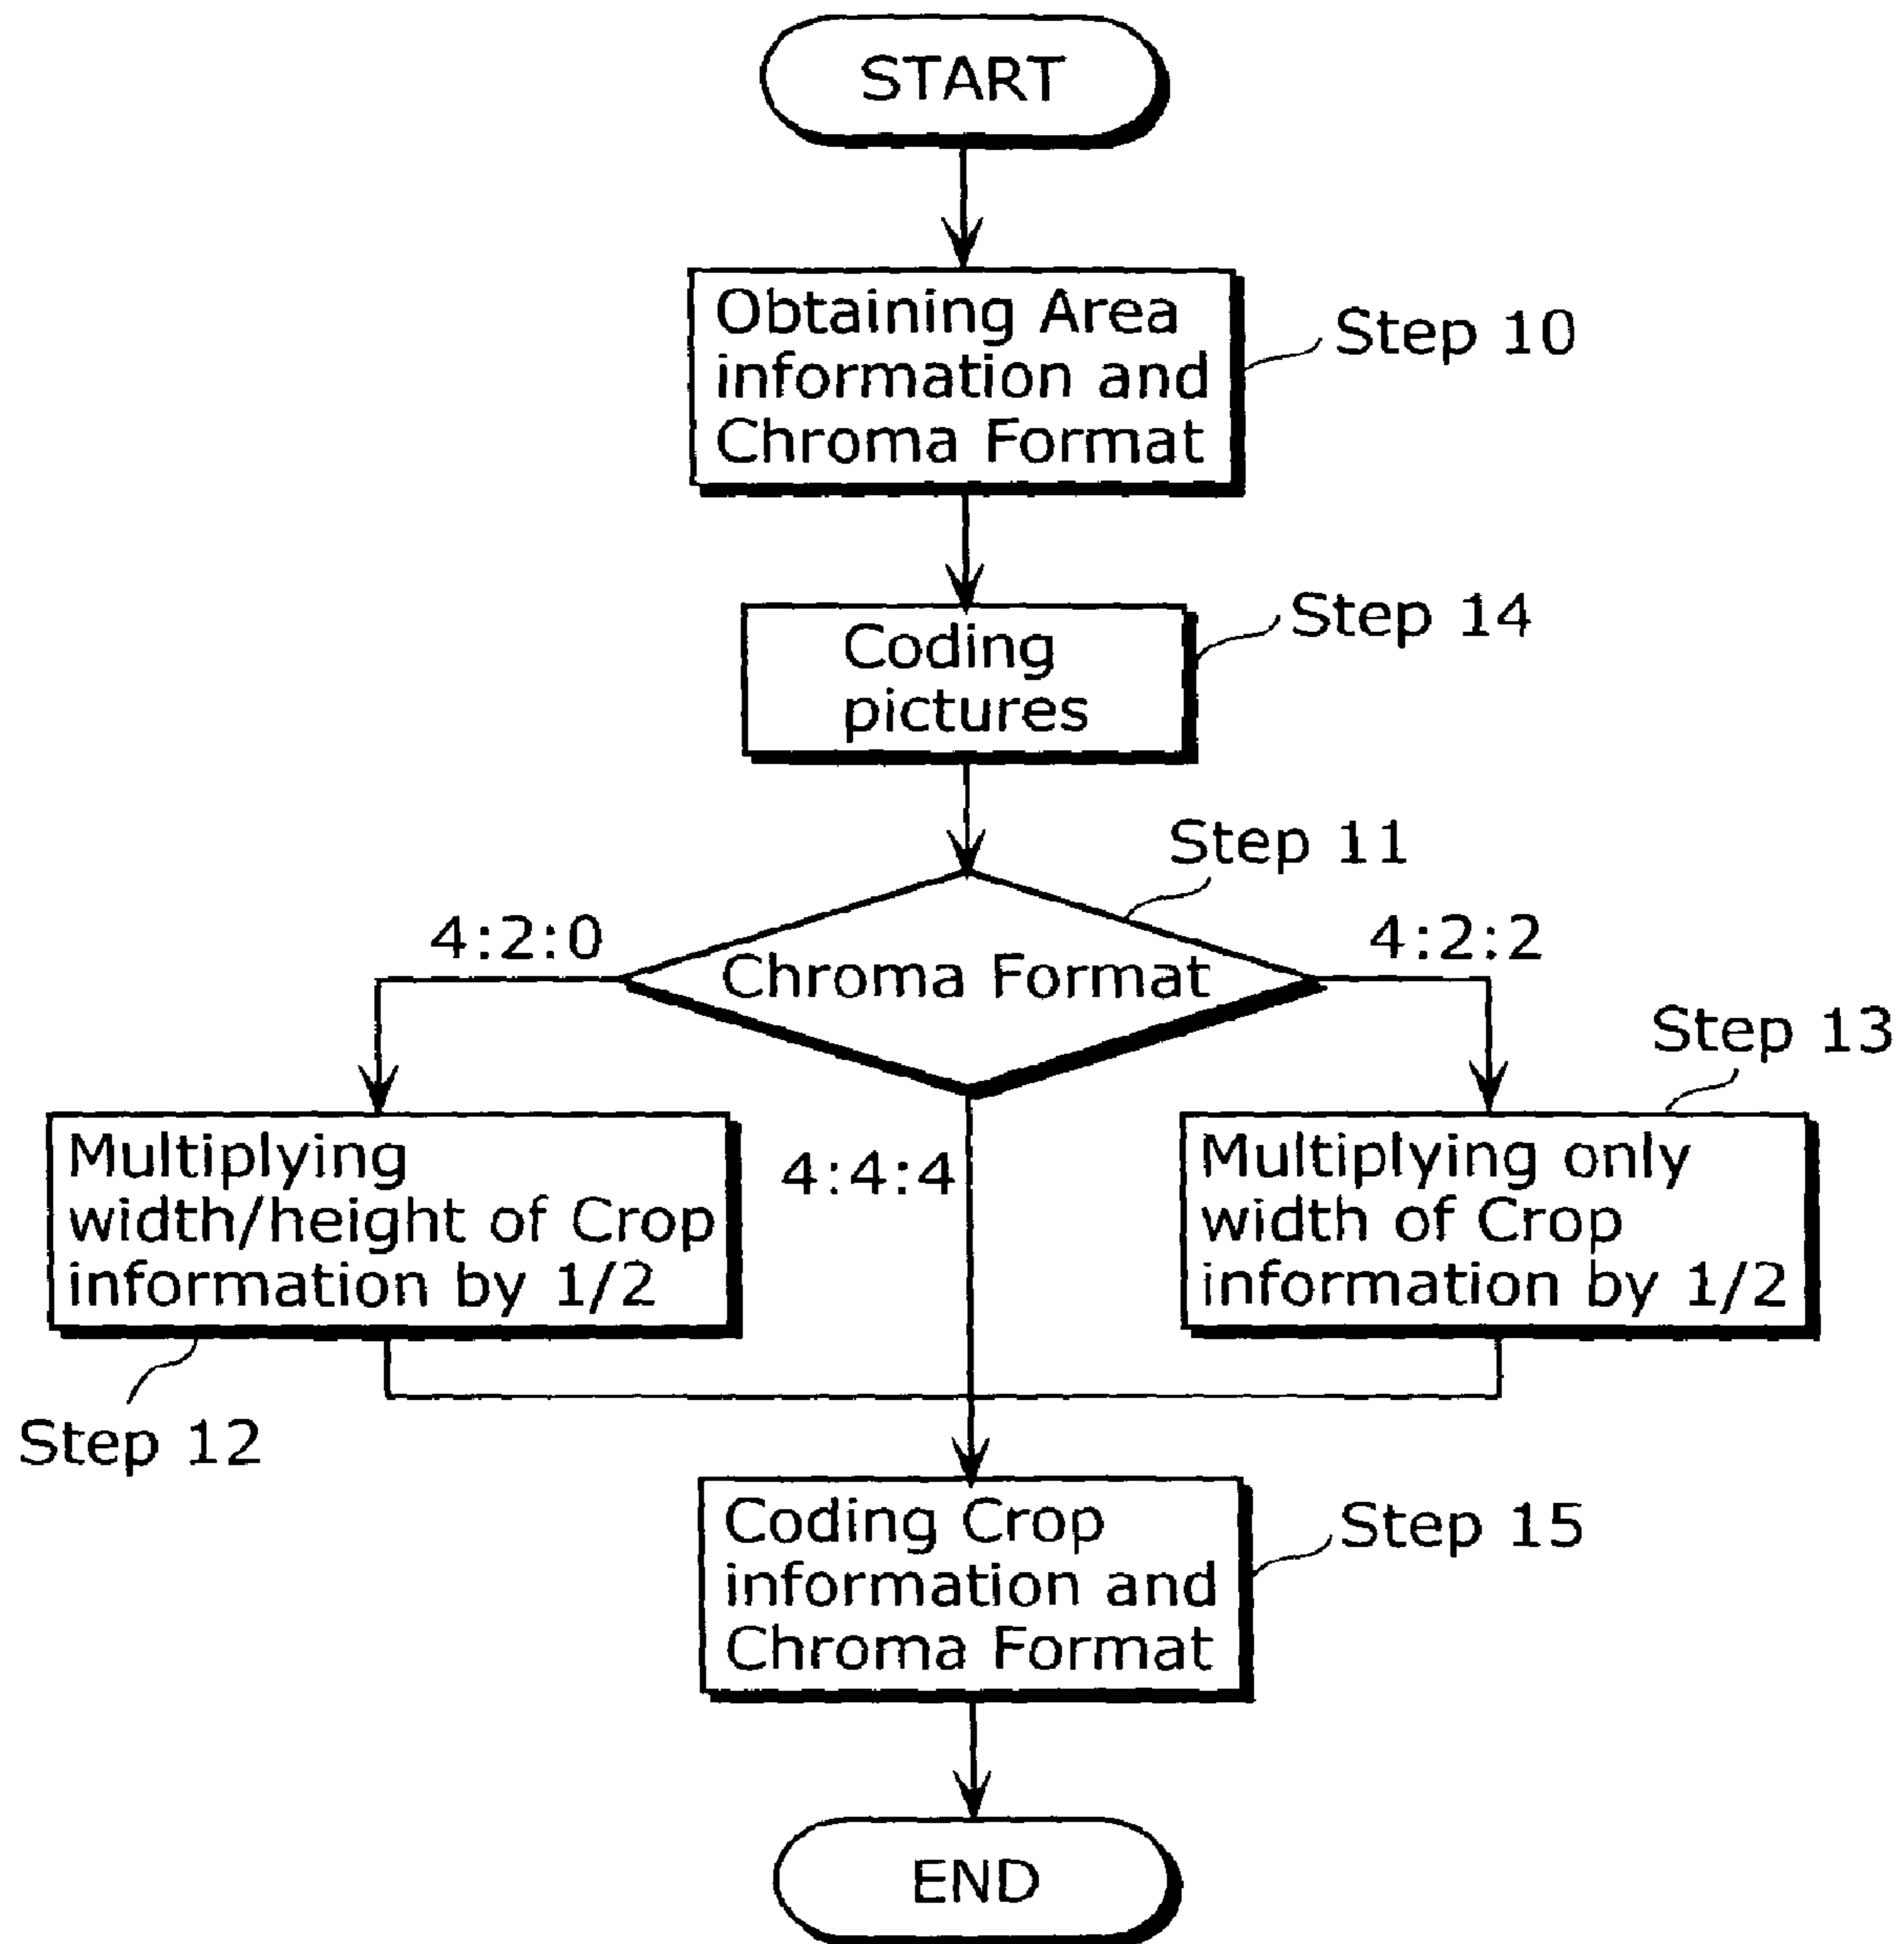 START
Obtaining Area
information and
Chroma Format
Step 10
Coding
pictures
Step 14
Step 11
Chroma Format
4:2:0
4:2:2
4:4:4
Step 13
Multiplying
width/height of Crop
information by 1/2
Multiplying only
width of Crop
information by 1/2
Step 12
Coding Crop
information and
Chroma Format
Step 15
END